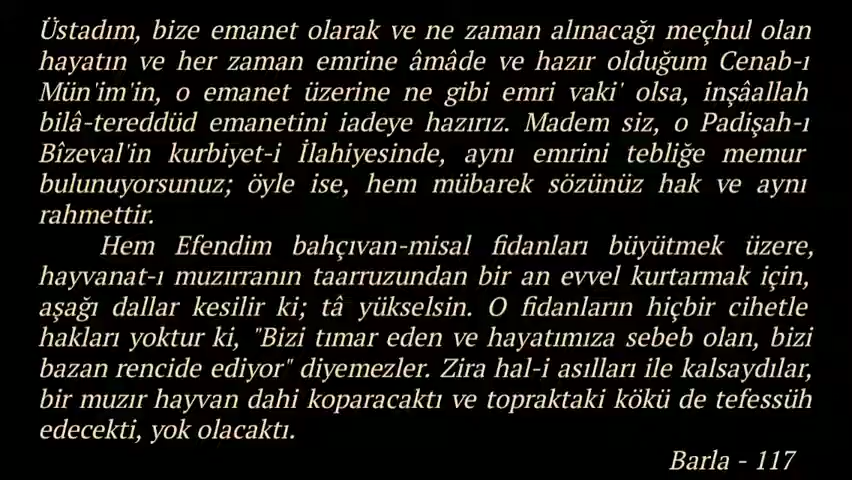 Üstadım, bize emanet olarak ve ne zaman alınacağı meçhul olan
hayatın ve her zaman emrine âmâde ve hazır olduğum Cenab-ı
Mün'im'in, o emanet üzerine ne gibi emri vaki' olsa, inşâallah
bilâ-tereddüd emanetini iadeye hazırız. Madem siz, o Padişah-ı
Bîzeval'in kurbiyet-i İlahiyesinde, aynı emrini tebliğe memur
bulunuyorsunuz; öyle ise, hem mübarek sözünüz hak ve aynı
rahmettir.
Hem Efendim bahçıvan-misal fidanları büyütmek üzere,
hayvanat-ı muzırranın taarruzundan bir an evvel kurtarmak için,
aşağı dallar kesilir ki; tâ yükselsin. O fidanların hiçbir cihetle
hakları yoktur ki, "Bizi tımar eden ve hayatımıza sebeb olan, bizi
bazan rencide ediyor" diyemezler. Zira hal-i asılları ile kalsaydılar,
bir muzır hayvan dahi koparacaktı ve topraktaki kökü de tefessüh
edecekti, yok olacaktı.
Barla - 117